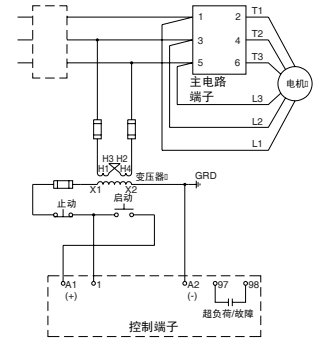 1 2 T1
3 4 T2
5 6 T3
主电路
端子
电机
L3
L2
L1
H3 H2
H1 H4
变压器
X1 X2
GRD
止动
启动
A1
(+)
1
A2
(-)
97
98
超负荷/故障
控制端子